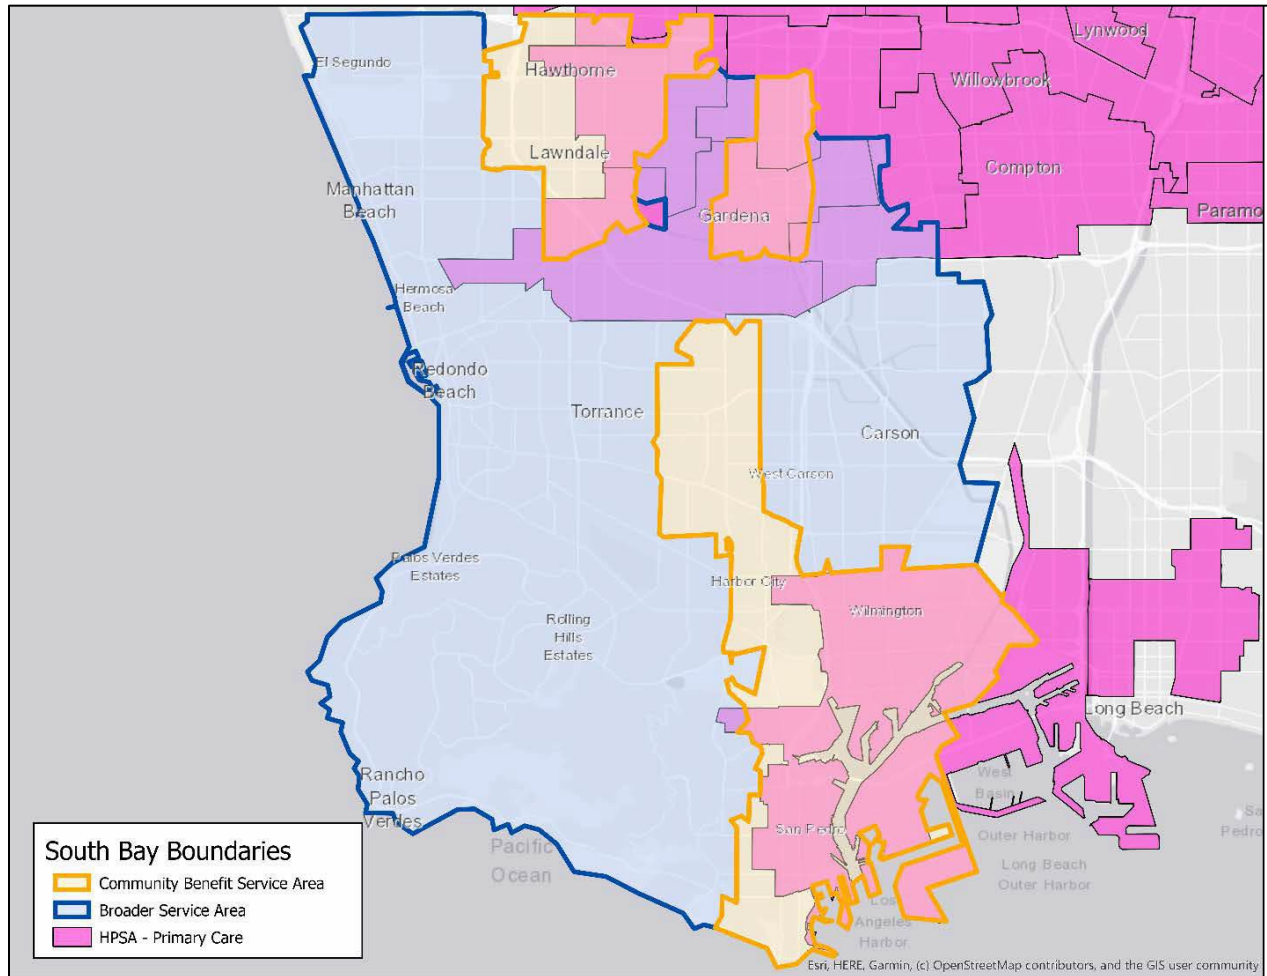 Lynwood
El Segundo
Hawthorne
Willowbrook
Lawndale
Compton
Manhattan
Beach
Paramo
Gardena
Hermosa
Beach
Redondo
Beach
Torrance
Carson
West Carson
Palos Verdes
Estates
Harbor City
Wilmington
Rolling
Hills
Estates
Long Beach
West
Basin
Rancho
Palos
Verdes
San Pedro
Sa
Pedro
Outer Harbor
Pacific
Ocean
Long Beach
Outer Harbor
Los
Angeles
Harbor
South Bay Boundaries
Community Benefit Service Area
Broader Service Area
HPSA - Primary Care
Esri, HERE, Garmin, (c) OpenStreetMap contributors, and the GIS user community